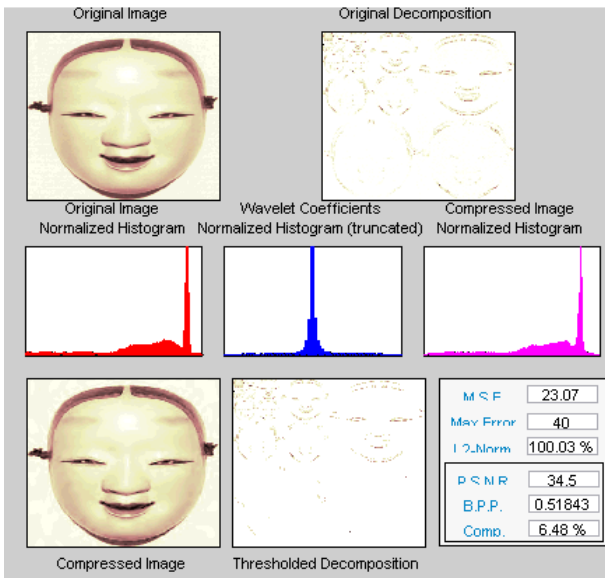 Original Image
Original Decomposition
Original Image
Normalized Histogram
Wavelet Coefficients
Normalized Histogram (truncated)
Compressed Image
Normalized Histogram
M.S.E. 23.07
Max Error 40
L2-Norm 100.03 %
P.S.N.R. 34.5
B.P.P. 0.51843
Comp. 6.48 %
Compressed Image
Thresholded Decomposition